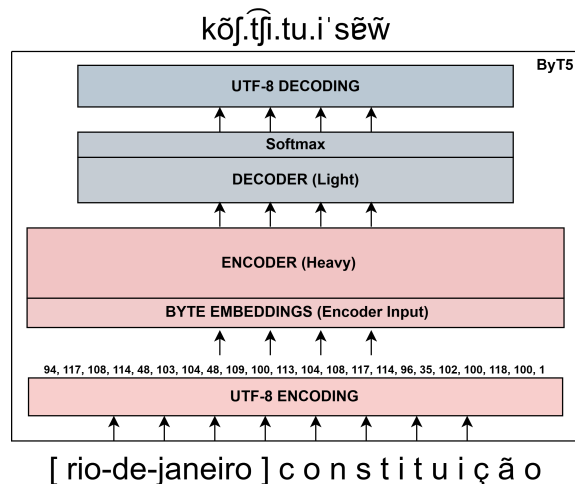 kõʃ.t͡ʃi.tu.iˈsɐ̃w̃
ByT5
UTF-8 DECODING
Softmax
DECODER (Light)
ENCODER (Heavy)
BYTE EMBEDDINGS (Encoder Input)
94, 117, 108, 114, 48, 103, 104, 48, 109, 100, 113, 104, 108, 117, 114, 96, 35, 102, 100, 118, 100, 1
UTF-8 ENCODING
[ rio-de-janeiro ] c o n s t i t u i ç ã o